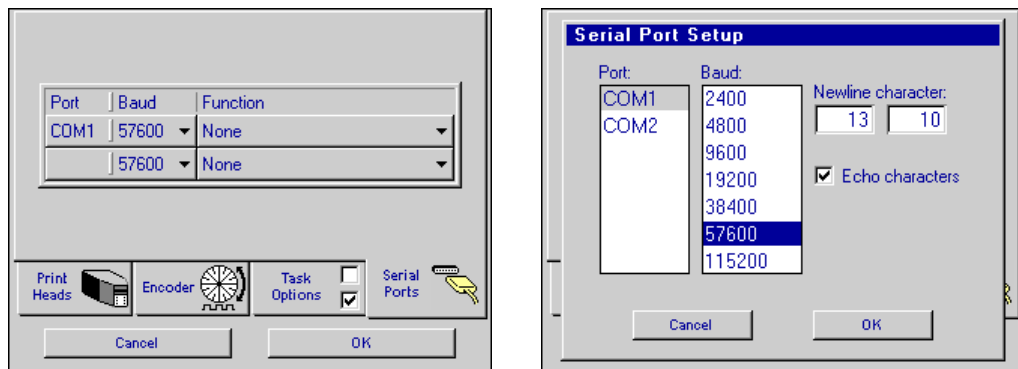 Port Baud Function
COM1 57600 None
57600 None
Print Heads
Encoder
Task Options
Serial Ports
Cancel OK
Serial Port Setup
Port: Baud:
COM1
COM2
2400
4800
9600
19200
38400
57600
115200
Newline character:
13 10
Echo characters
Cancel OK